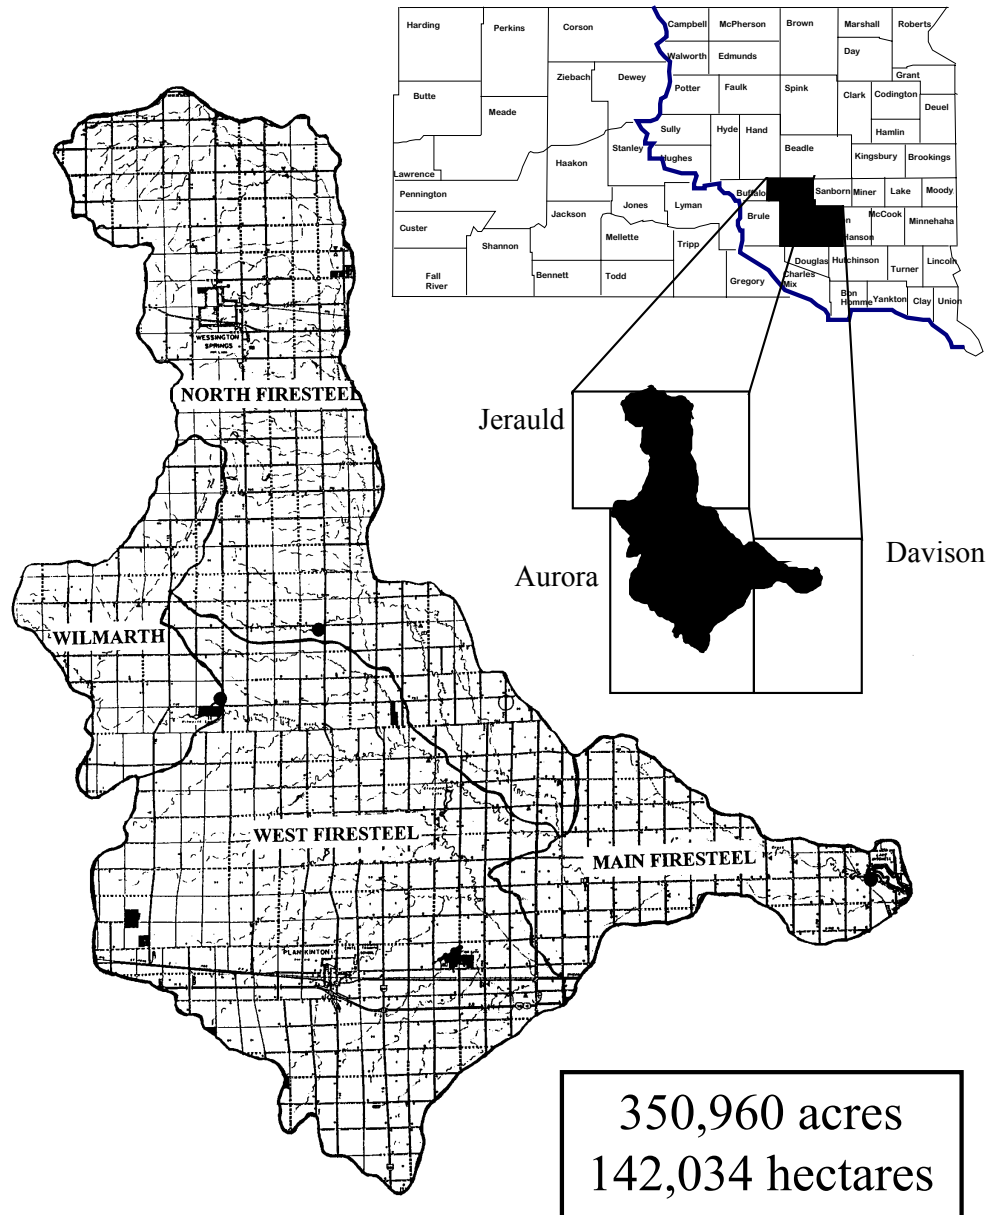 Harding
Perkins
Corson
Campbell
McPherson
Brown
Marshall
Roberts
Walworth
Edmunds
Day
Ziebach
Dewey
Grant
Butte
Potter
Faulk
Spink
Clark
Codington
Meade
Deuel
Sully
Hyde
Hand
Hamlin
Stanley
Beadle
Hughes
Haakon
Kingsbury
Brookings
Lawrence
Pennington
Buffalo
Sanborn
Miner
Lake
Moody
Jones
Lyman
Jackson
Brule
McCook
Minnehaha
Custer
Mellette
Hanson
Shannon
Tripp
Douglas
Hutchinson
Lincoln
Turner
Fall
River
Bennett
Todd
Gregory
Charles
Mix
Bon
Homme
Yankton
Clay
Union
WESSINGTON
SPRINGS
NORTH FIRESTEEL
Jerauld
Aurora
Davison
WILMARTH
WEST FIRESTEEL
MAIN FIRESTEEL
PLANKINTON
350,960 acres
142,034 hectares